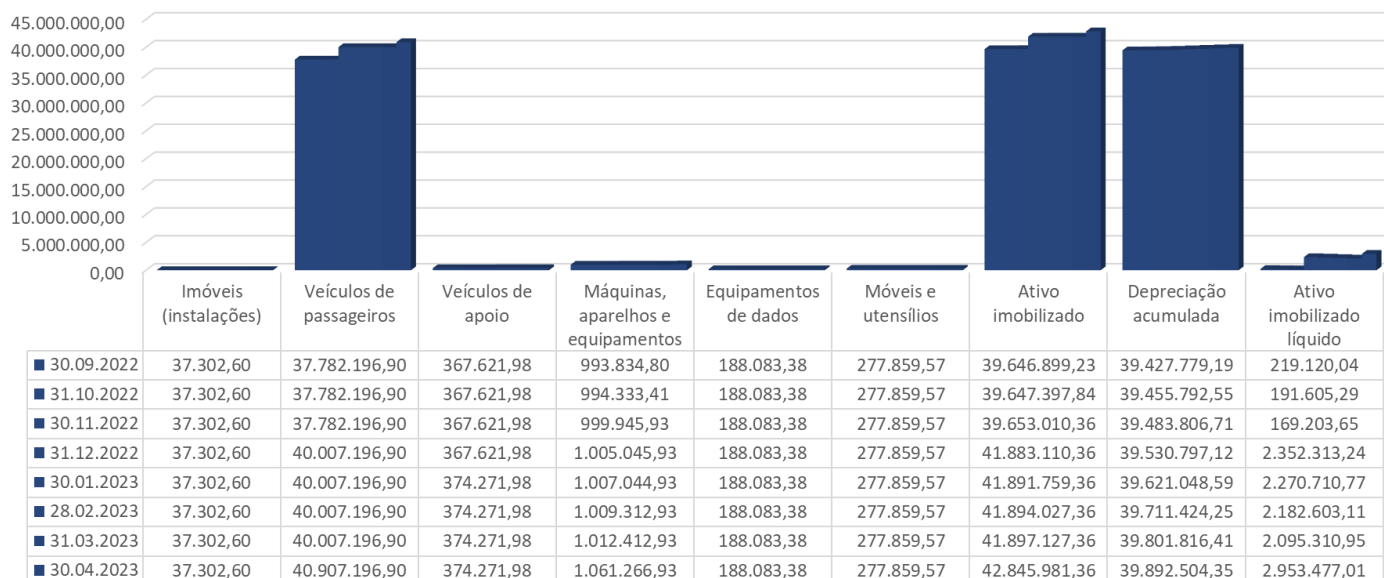 45.000.000,00
40.000.000,00
35.000.000,00
30.000.000,00
25.000.000,00
20.000.000,00
15.000.000,00
10.000.000,00
5.000.000,00
0,00
Imóveis (instalações) Veículos de passageiros Veículos de apoio Máquinas, aparelhos e equipamentos Equipamentos de dados Móveis e utensílios Ativo imobilizado Depreciação acumulada Ativo imobilizado líquido
30.09.2022 37.302,60 37.782.196,90 367.621,98 993.834,80 188.083,38 277.859,57 39.646.899,23 39.427.779,19 219.120,04
31.10.2022 37.302,60 37.782.196,90 367.621,98 994.333,41 188.083,38 277.859,57 39.647.397,84 39.455.792,55 191.605,29
30.11.2022 37.302,60 37.782.196,90 367.621,98 999.945,93 188.083,38 277.859,57 39.653.010,36 39.483.806,71 169.203,65
31.12.2022 37.302,60 40.007.196,90 367.621,98 1.005.045,93 188.083,38 277.859,57 41.883.110,36 39.530.797,12 2.352.313,24
30.01.2023 37.302,60 40.007.196,90 374.271,98 1.007.044,93 188.083,38 277.859,57 41.891.759,36 39.621.048,59 2.270.710,77
28.02.2023 37.302,60 40.007.196,90 374.271,98 1.009.312,93 188.083,38 277.859,57 41.894.027,36 39.711.424,25 2.182.603,11
31.03.2023 37.302,60 40.007.196,90 374.271,98 1.012.412,93 188.083,38 277.859,57 41.897.127,36 39.801.816,41 2.095.310,95
30.04.2023 37.302,60 40.907.196,90 374.271,98 1.061.266,93 188.083,38 277.859,57 42.845.981,36 39.892.504,35 2.953.477,01